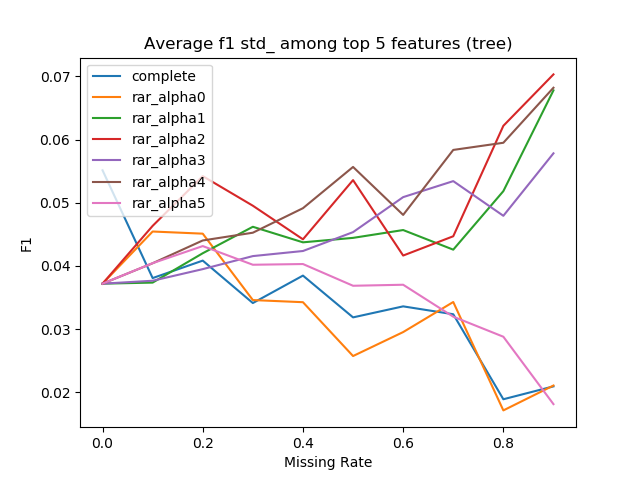 Average f1 std_ among top 5 features (tree)
0.07
0.06
0.05
0.04
0.03
0.02
F1
complete
rar_alpha0
rar_alpha1
rar_alpha2
rar_alpha3
rar_alpha4
rar_alpha5
0.0 0.2 0.4 0.6 0.8
Missing Rate